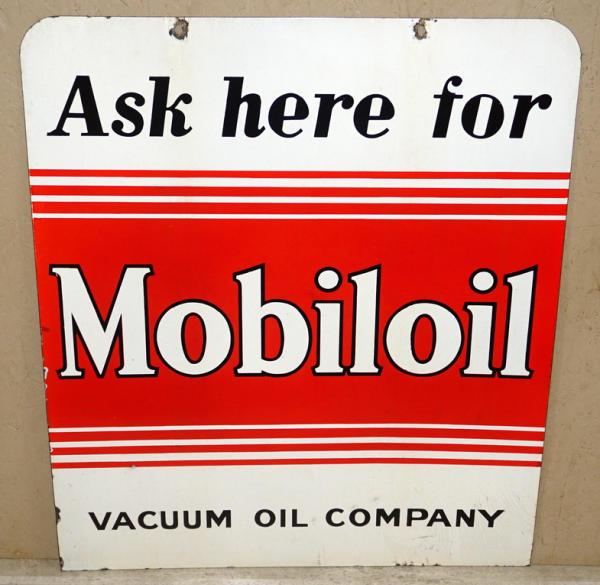 Ask here for
Mobiloil
VACUUM OIL COMPANY